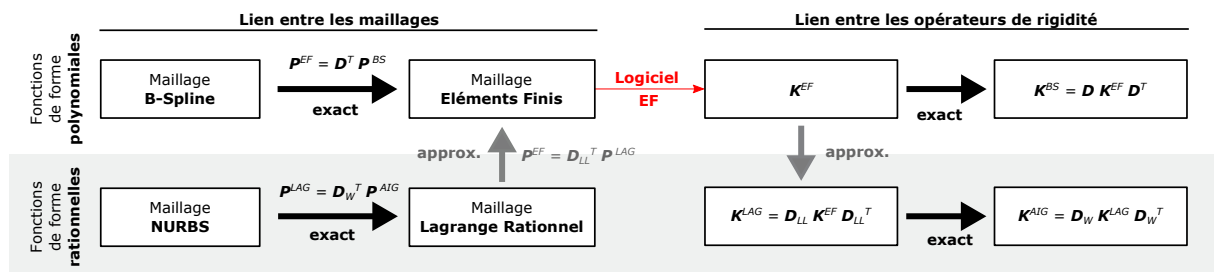 Lien entre les maillages
Lien entre les opérateurs de rigidité
Fonctions
de forme
polynomiales
Maillage
B-Spline
P^EF = D^T P^BS
exact
Maillage
Eléments Finis
Logiciel
EF
K^EF
exact
K^BS = D K^EF D^T
approx.
P^EF = D_LL^T P^LAG
approx.
Fonctions
de forme
rationnelles
Maillage
NURBS
P^LAG = D_W^T P^AIG
exact
Maillage
Lagrange Rationnel
K^LAG = D_LL K^EF D_LL^T
exact
K^AIG = D_W K^LAG D_W^T